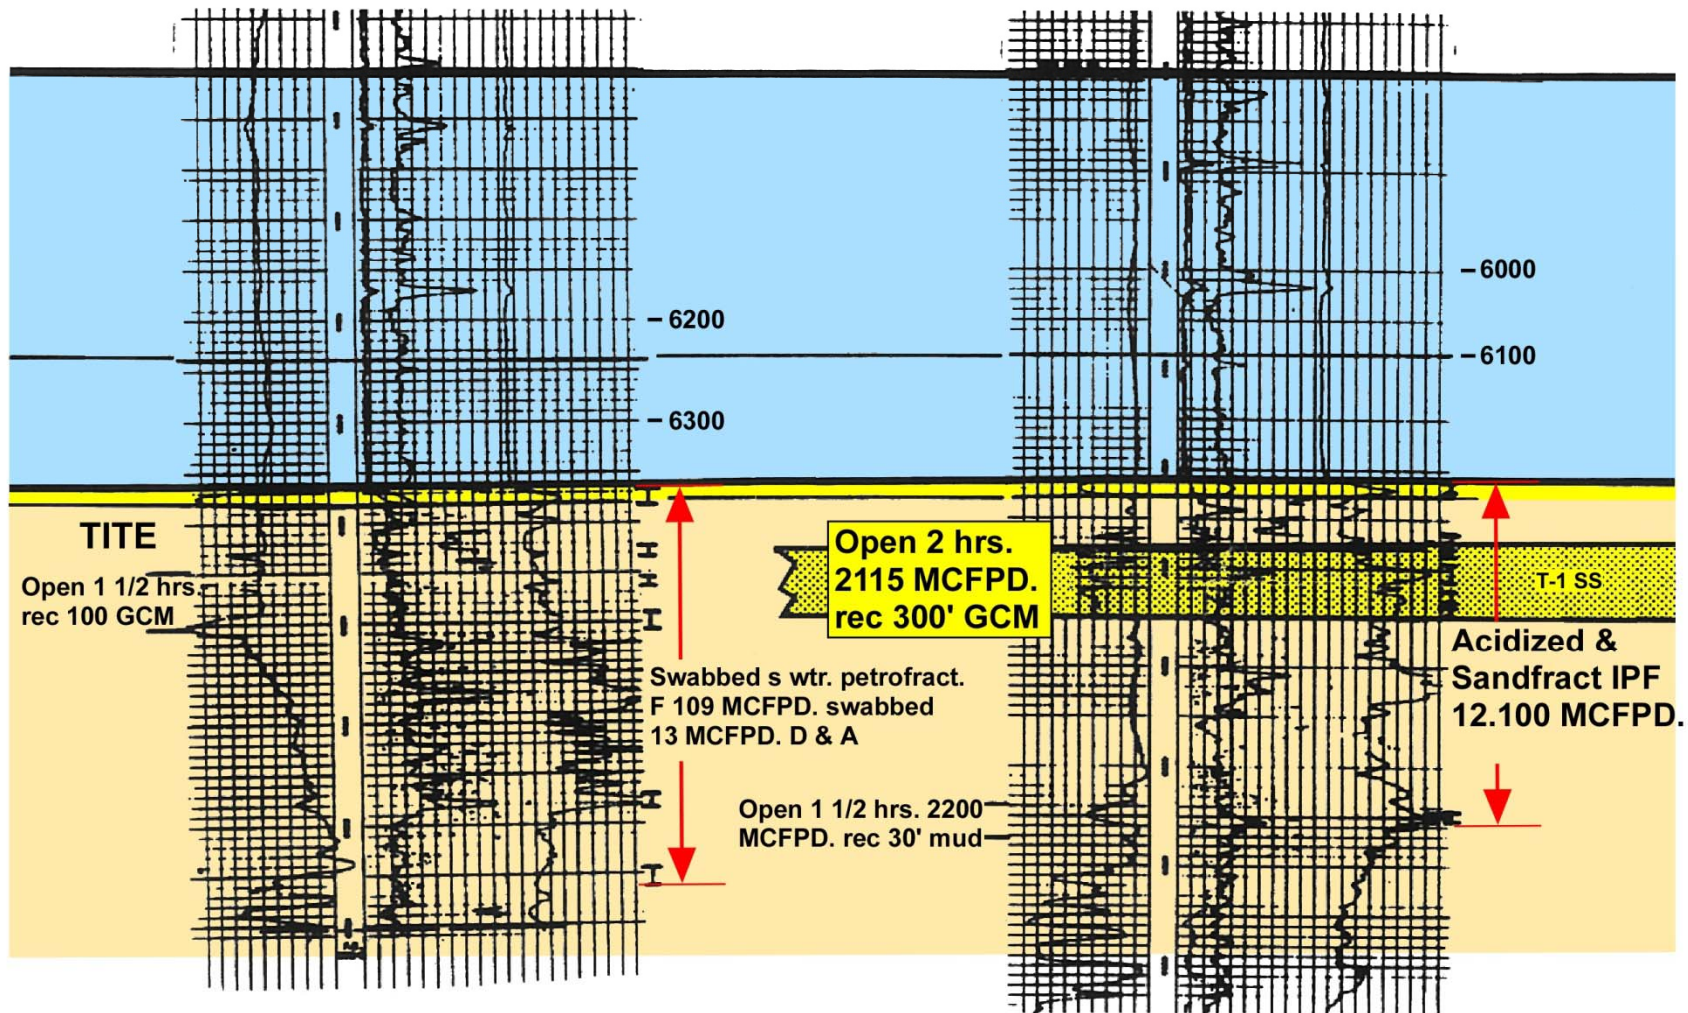 6200
6300
6000
6100
TITE
Open 1 1/2 hrs.
rec 100 GCM
Swabbed s wtr. petrofract.
F 109 MCFPD. swabbed
13 MCFPD. D & A
Open 2 hrs.
2115 MCFPD.
rec 300' GCM
T-1 SS
Acidized &
Sandfract IPF
12.100 MCFPD.
Open 1 1/2 hrs. 2200
MCFPD. rec 30' mud